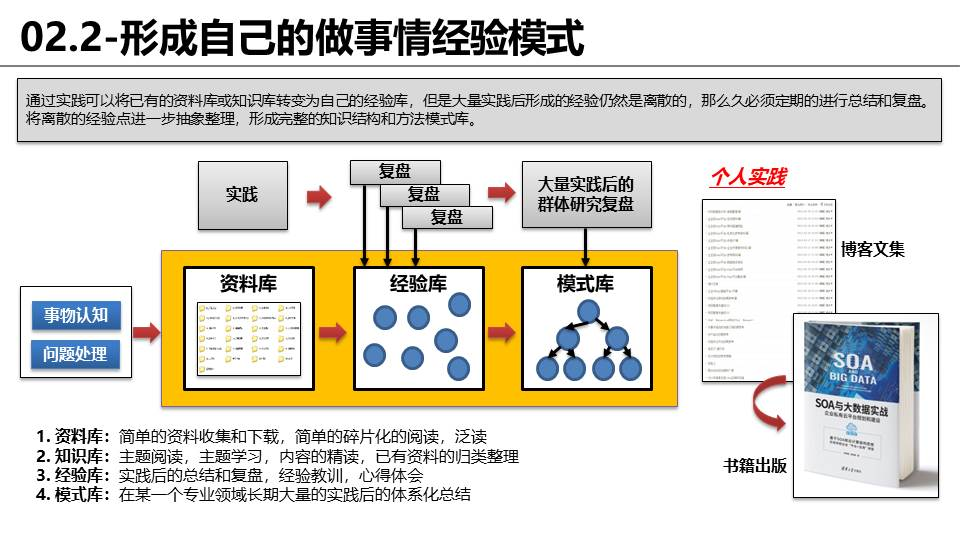 02.2-形成自己的做事情经验模式
通过实践可以将已有的资料库或知识库转变为自己的经验库，但是大量实践后形成的经验仍然是离散的，那么久必须定期的进行总结和复盘。
将离散的经验点进一步抽象整理，形成完整的知识结构和方法模式库。
实践
复盘
复盘
复盘
大量实践后的
群体研究复盘
个人实践
博客文集
资料库
经验库
模式库
事物认知
问题处理
SOA
AND
BIG DATA
SOA与大数据实战
企业私有云平台规划和建设
书籍出版
1. 资料库：简单的资料收集和下载，简单的碎片化的阅读，泛读
2. 知识库：主题阅读，主题学习，内容的精读，已有资料的归类整理
3. 经验库：实践后的总结和复盘，经验教训，心得体会
4. 模式库：在某一个专业领域长期大量的实践后的体系化总结